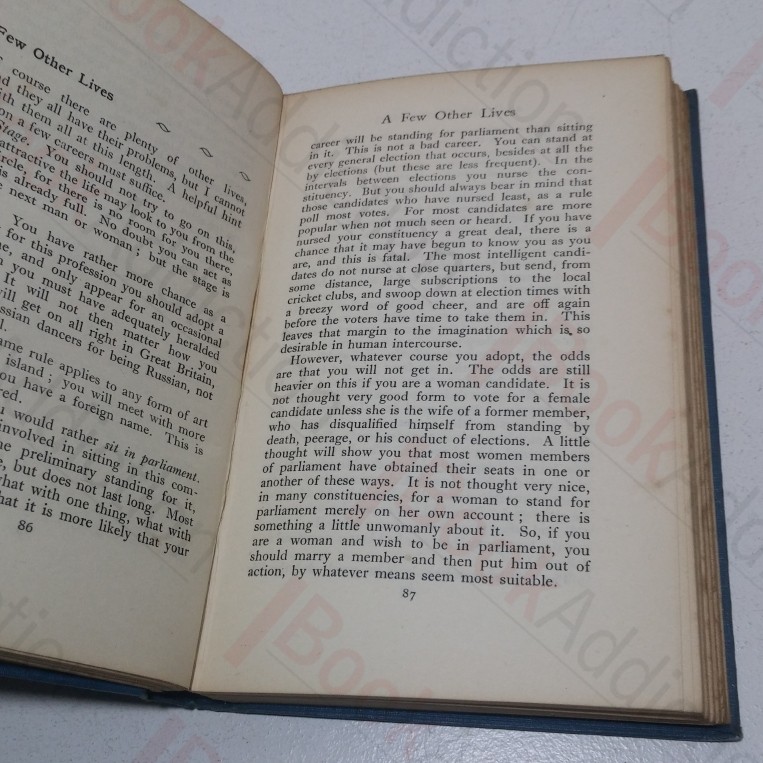 Few Other Lives
course there are plenty of other lives,
they all have their problems, but I cannot
with them all at this length. A helpful hint
on a few careers must suffice.
Stage. You should not try to go on this,
attractive the life may look to you from the
circle, for there is no room for you there,
is already full. No doubt you can act as
next man or woman; but the stage is
You have rather more chance as a
for this profession you should adopt a
and only appear for an occasional
you must have adequately heralded
It will not then matter how you
will get on all right in Great Britain,
dancers for being Russian, not
same rule applies to any form of art
island; you will meet with more
you have a foreign name. This is
would rather sit in parliament.
involved in sitting in this com-
preliminary standing for it,
but does not last long. Most
what with one thing, what with
that it is more likely that your
86
A Few Other Lives
career will be standing for parliament than sitting
in it. This is not a bad career. You can stand at
every general election that occurs, besides at all the
by elections (but these are less frequent). In the
intervals between elections you nurse the con-
stituency. But you should always bear in mind that
those candidates who have nursed least, as a rule
poll most votes. For most candidates are more
popular when not much seen or heard. If you have
nursed your constituency a great deal, there is a
chance that it may have begun to know you as you
are, and this is fatal. The most intelligent candi-
dates do not nurse at close quarters, but send, from
some distance, large subscriptions to the local
cricket clubs, and swoop down at election times with
a breezy word of good cheer, and are off again
before the voters have time to take them in. This
leaves that margin to the imagination which is so
desirable in human intercourse.
However, whatever course you adopt, the odds
are that you will not get in. The odds are still
heavier on this if you are a woman candidate. It is
not thought very good form to vote for a female
candidate unless she is the wife of a former member,
who has disqualified himself from standing by
death, peerage, or his conduct of elections. A little
thought will show you that most women members
of parliament have obtained their seats in one or
another of these ways. It is not thought very nice,
in many constituencies, for a woman to stand for
parliament merely on her own account; there is
something a little unwomanly about it. So, if you
are a woman and wish to be in parliament, you
should marry a member and then put him out of
action, by whatever means seem most suitable.
87
BookAddiction